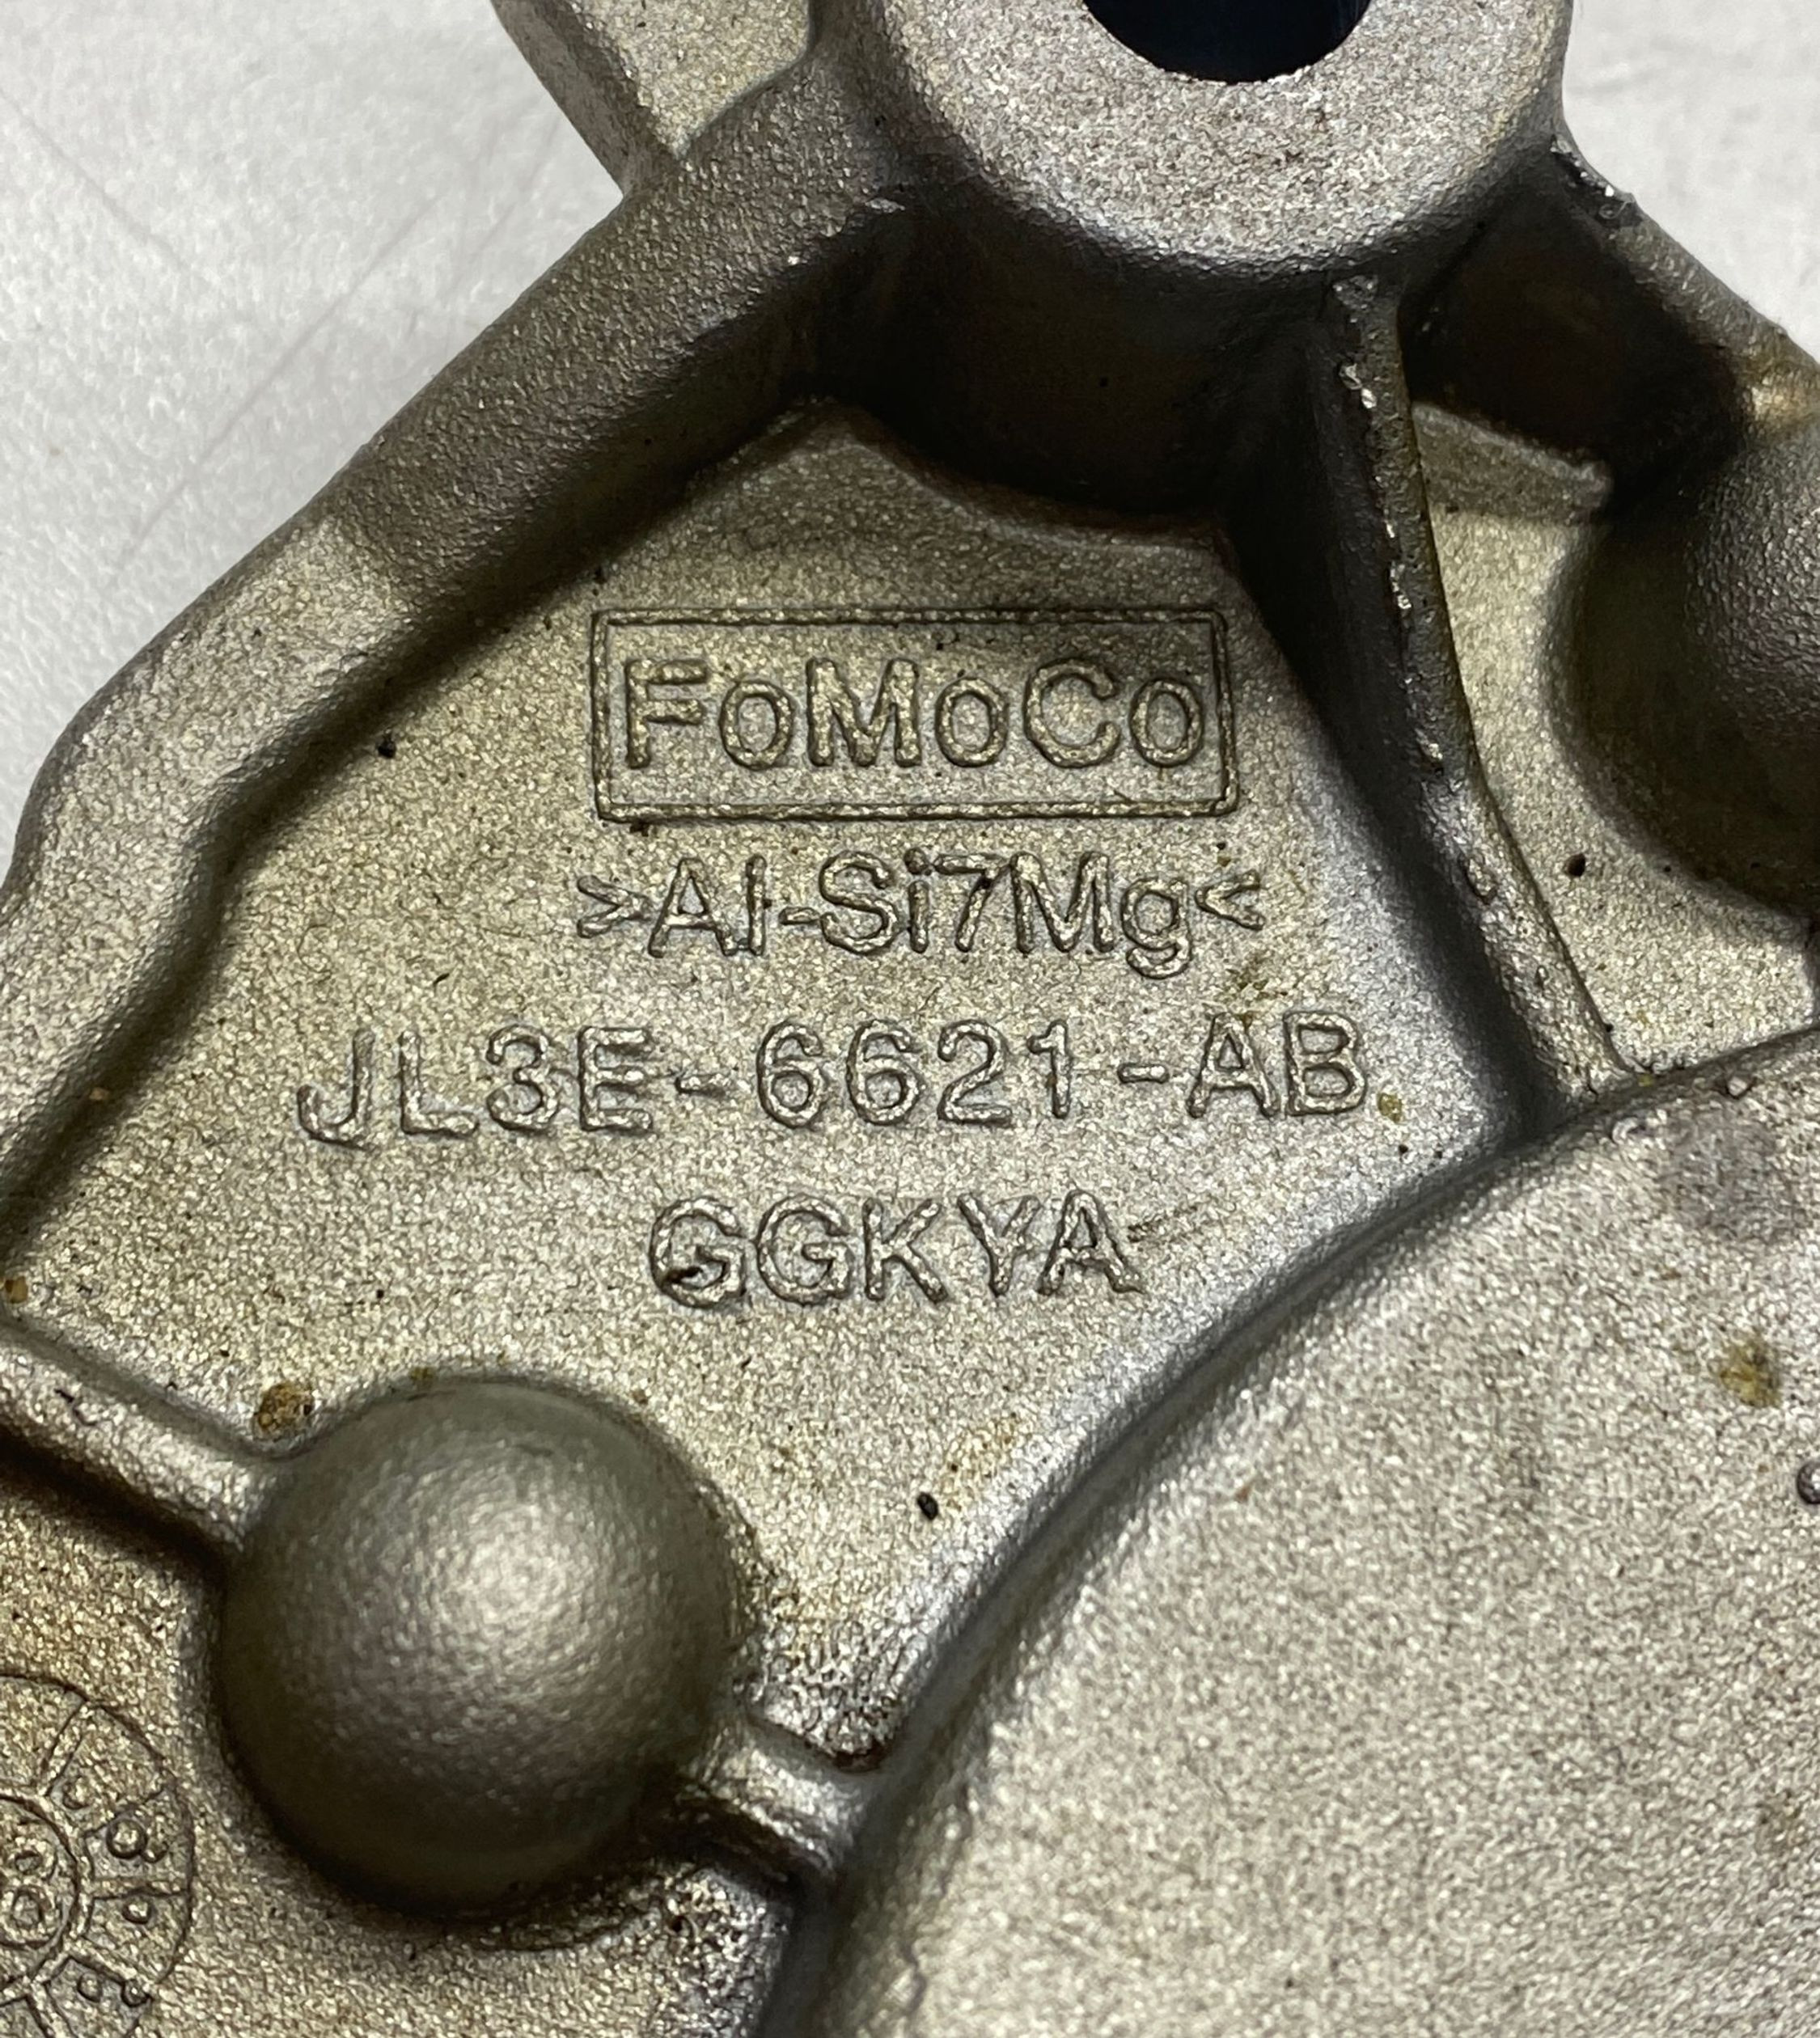 FoMoCo
>Al-Si7Mg<
JL3E-6621-AB
GGKYA